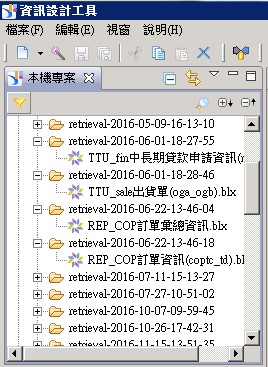 資訊設計工具
檔案(F) 編輯(E) 視窗 說明(H)
本機專案
retrieval-2016-05-09-16-13-10
retrieval-2016-06-01-18-27-55
TTU_fin中長期貸款申請資訊(r
retrieval-2016-06-01-18-28-46
TTU_sale出貨單(oga_ogb).blx
retrieval-2016-06-22-13-46-04
REP_COP訂單彙總資訊.blx
retrieval-2016-06-22-13-46-18
REP_COP訂單資訊(coptc_td).bl
retrieval-2016-07-11-15-13-27
retrieval-2016-07-27-10-51-02
retrieval-2016-10-07-09-59-45
retrieval-2016-10-26-17-42-31
retrieval-2016-11-15-13-51-35